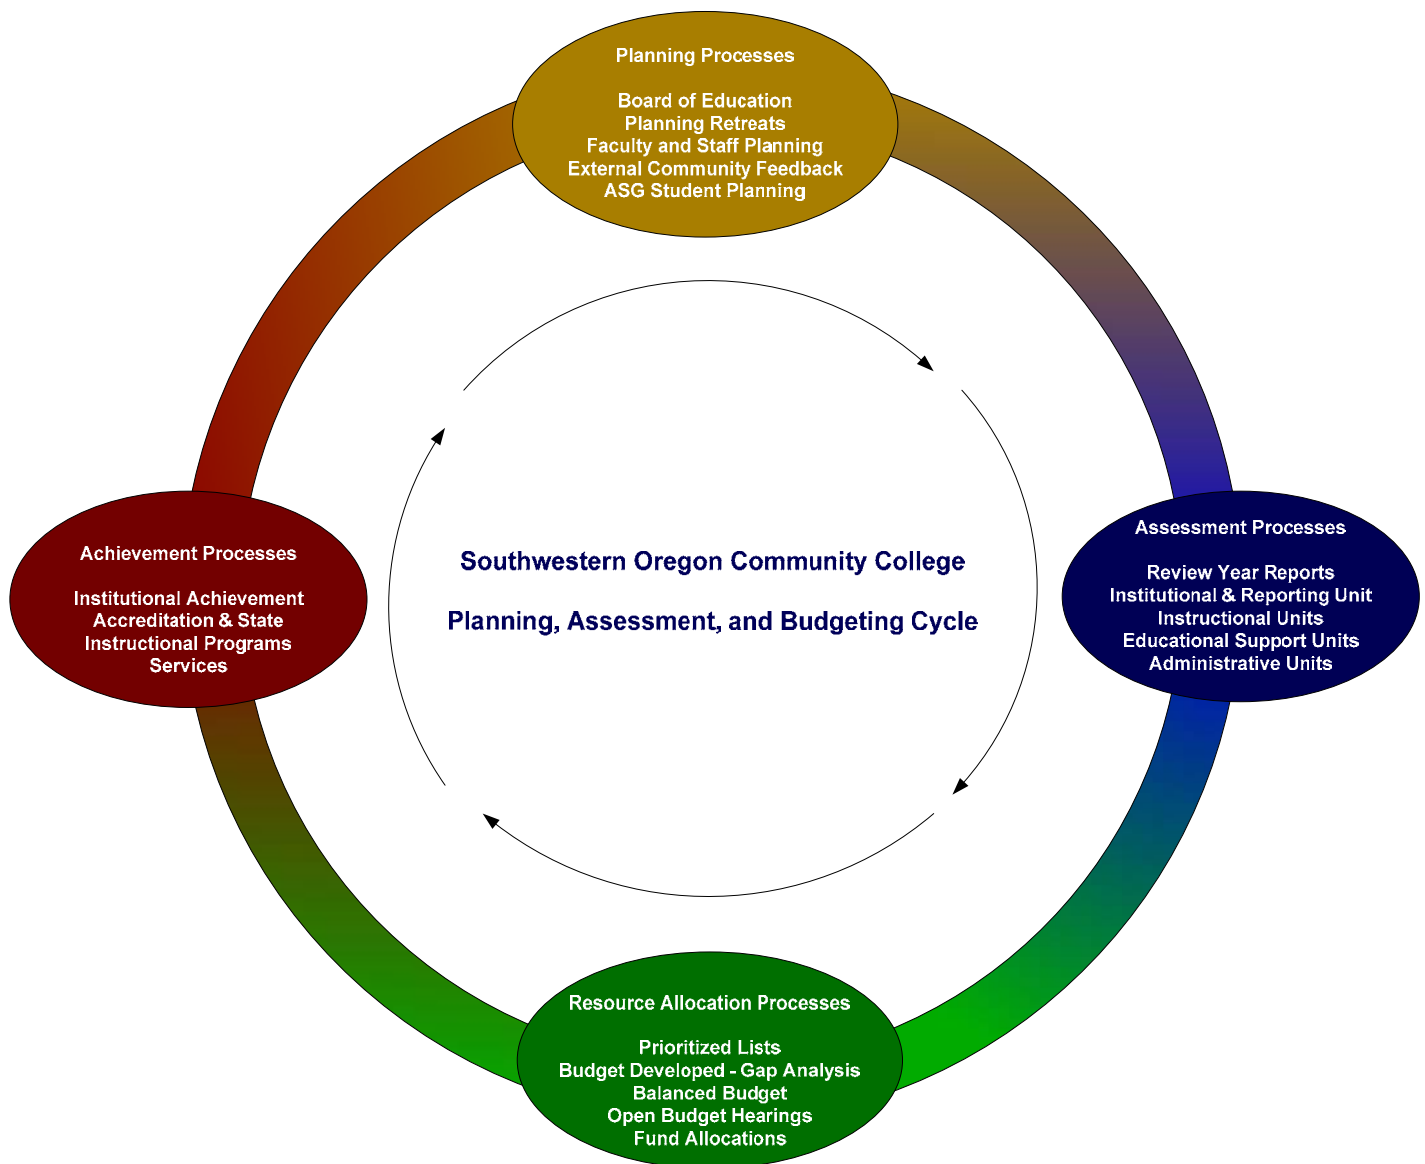 Planning Processes
Board of Education
Planning Retreats
Faculty and Staff Planning
External Community Feedback
ASG Student Planning
Achievement Processes
Institutional Achievement
Accreditation & State
Instructional Programs
Services
Southwestern Oregon Community College
Planning, Assessment, and Budgeting Cycle
Assessment Processes
Review Year Reports
Institutional & Reporting Unit
Instructional Units
Educational Support Units
Administrative Units
Resource Allocation Processes
Prioritized Lists
Budget Developed - Gap Analysis
Balanced Budget
Open Budget Hearings
Fund Allocations